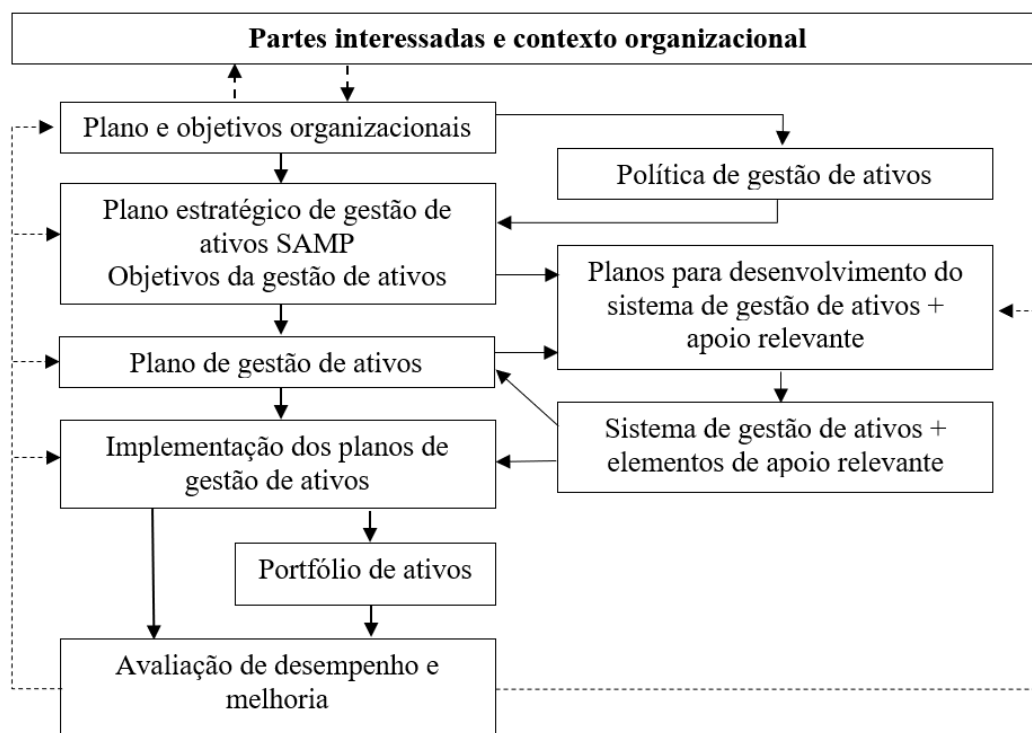 Partes interessadas e contexto organizacional
Plano e objetivos organizacionais
Política de gestão de ativos
Plano estratégico de gestão de
ativos SAMP
Objetivos da gestão de ativos
Planos para desenvolvimento do
sistema de gestão de ativos +
apoio relevante
Plano de gestão de ativos
Sistema de gestão de ativos +
elementos de apoio relevante
Implementação dos planos de
gestão de ativos
Portfólio de ativos
Avaliação de desempenho e
melhoria